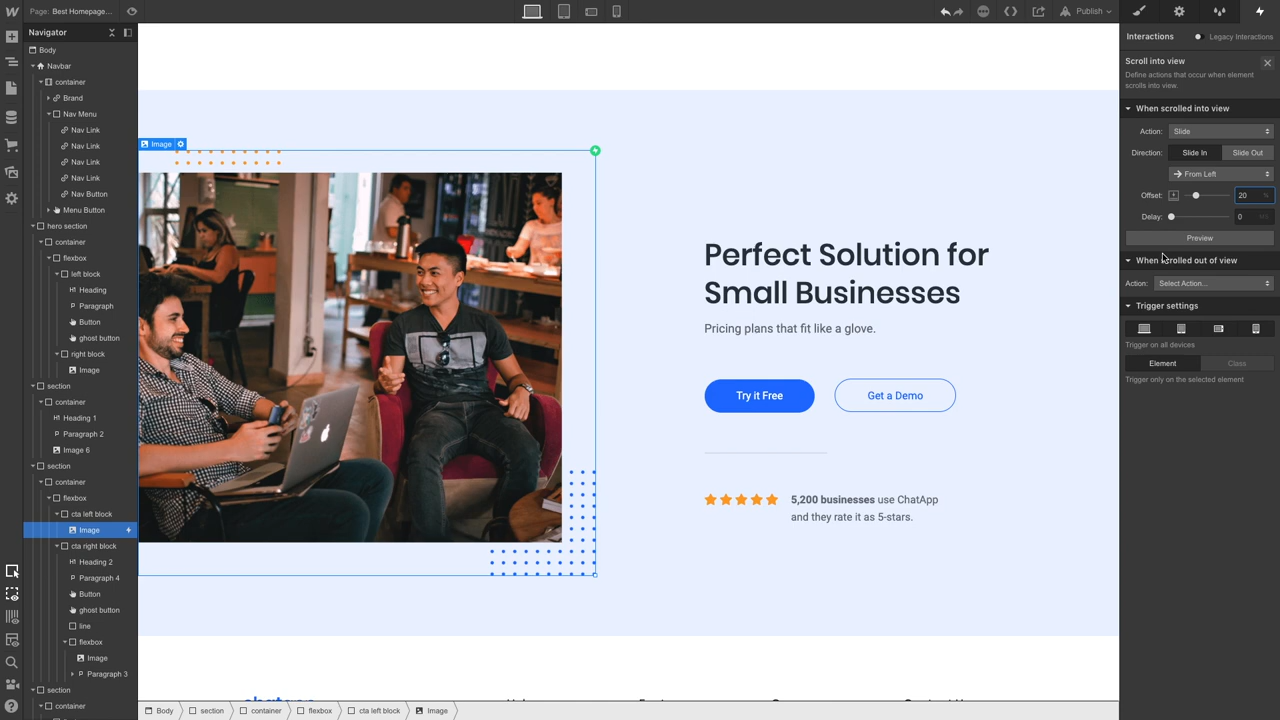 Page: Best Homepage...
Publish
Navigator
Body
Navbar
container
Brand
Nav Menu
Nav Link
Nav Link
Nav Link
Nav Link
Nav Button
Menu Button
hero section
container
flexbox
left block
H1 Heading
P Paragraph
Button
ghost button
right block
Image
section
container
H1 Heading 1
P Paragraph 2
Image 6
section
container
flexbox
cta left block
Image
cta right block
H1 Heading 2
P Paragraph 4
Button
ghost button
line
flexbox
Image
P Paragraph 3
section
container
Image
Perfect Solution for
Small Businesses
Pricing plans that fit like a glove.
Try it Free
Get a Demo
5,200 businesses use ChatApp
and they rate it as 5-stars.
Body
section
container
flexbox
cta left block
Image
Interactions
Legacy Interactions
Scroll into view
Define actions that occur when element
scrolls into view.
When scrolled into view
Action: Slide
Direction: Slide In Slide Out
From Left
Offset: 20 %
Delay: 0 MS
Preview
When scrolled out of view
Action: Select Action...
Trigger settings
Trigger on all devices
Element Class
Trigger only on the selected element